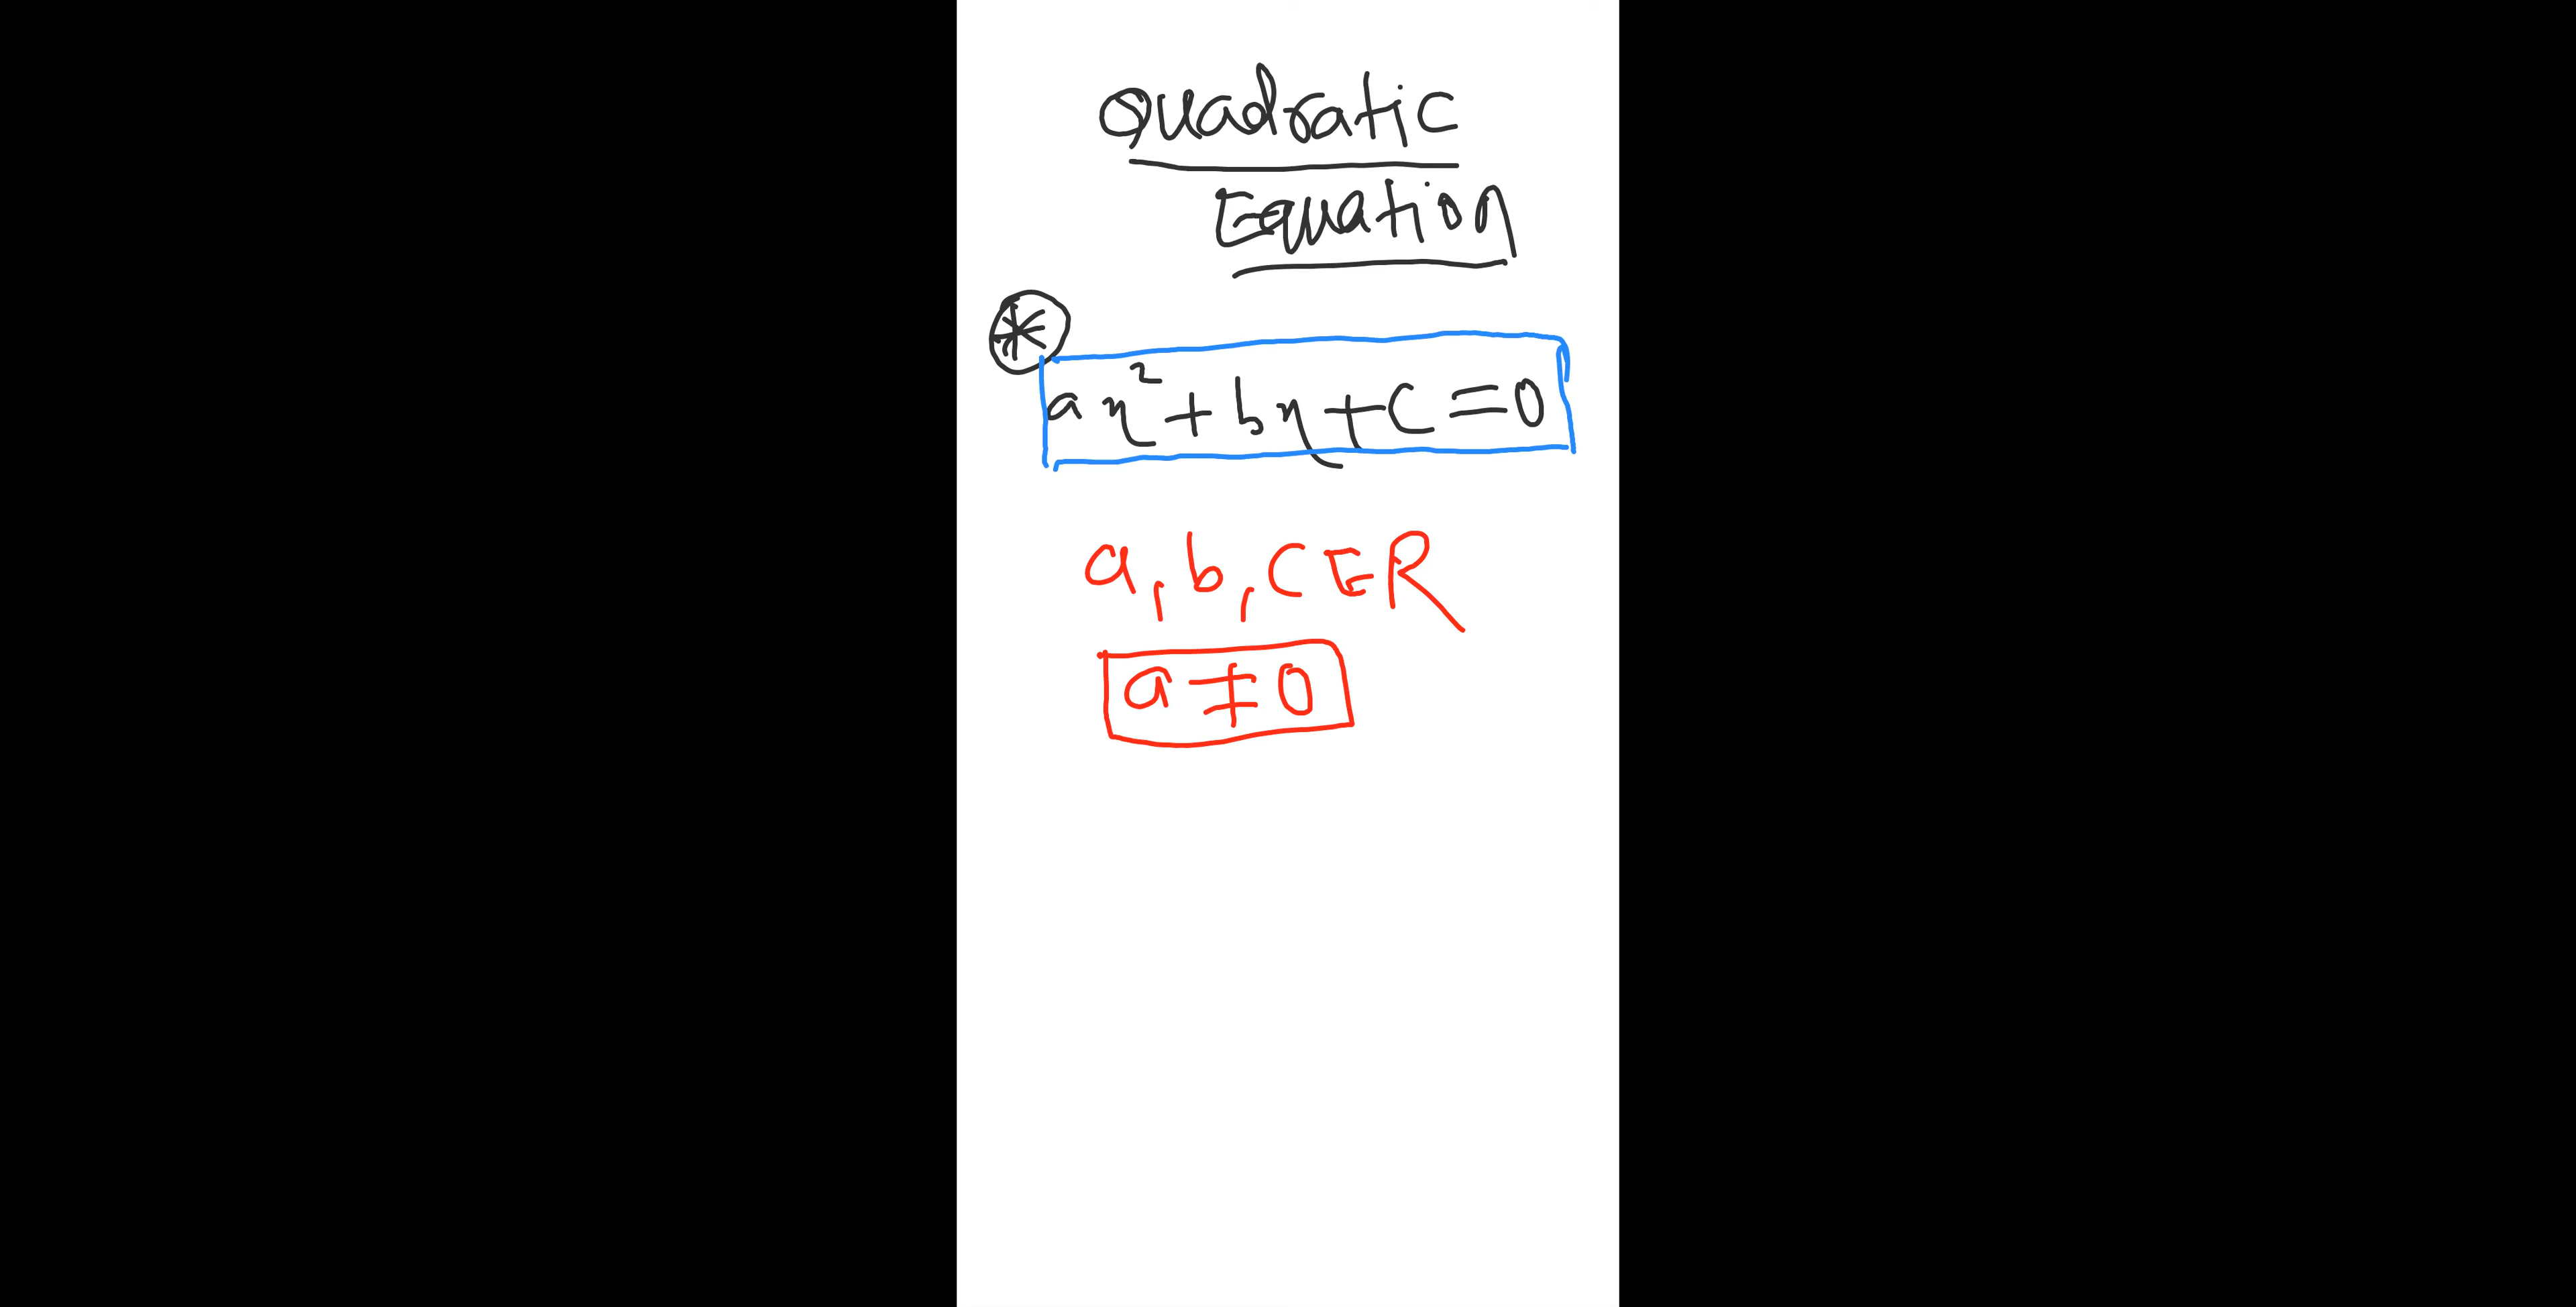 Quadratic
Equation
*
ax²+bx+c=0
a,b,c∈R
a≠0